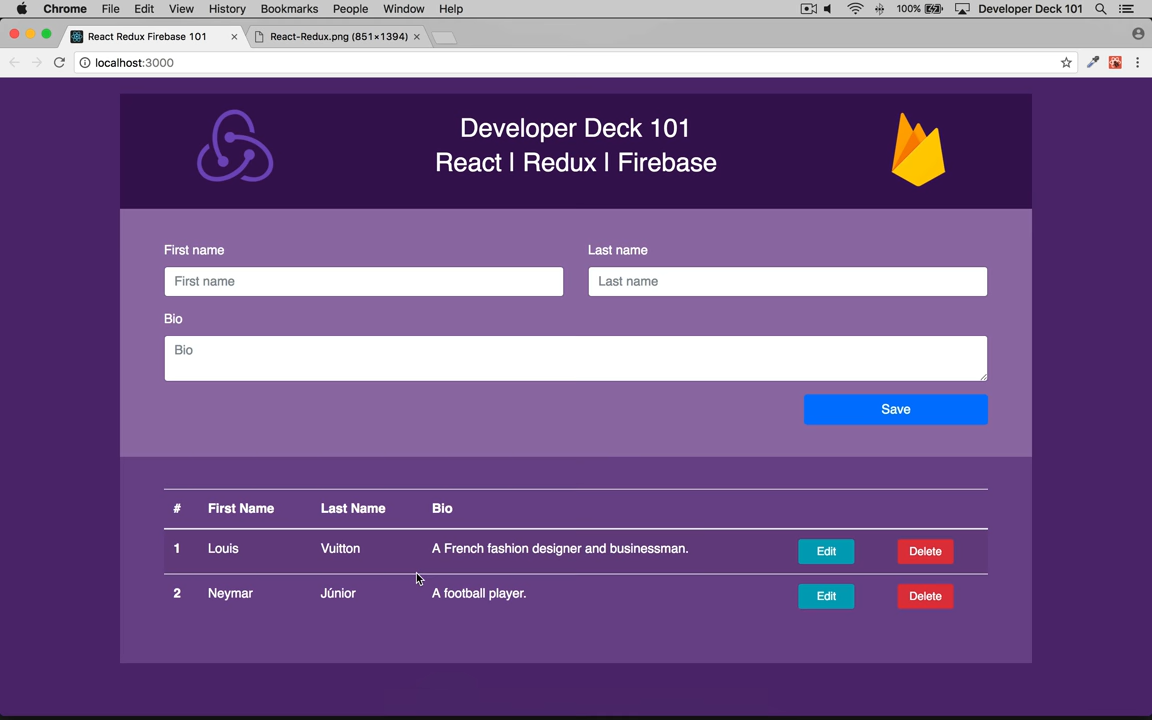 Chrome File Edit View History Bookmarks People Window Help 100% Developer Deck 101
React Redux Firebase 101 React-Redux.png (851×1394)
localhost:3000
Developer Deck 101
React | Redux | Firebase
First name Last name
First name Last name
Bio
Bio
Save
# First Name Last Name Bio
1 Louis Vuitton A French fashion designer and businessman. Edit Delete
2 Neymar Júnior A football player. Edit Delete